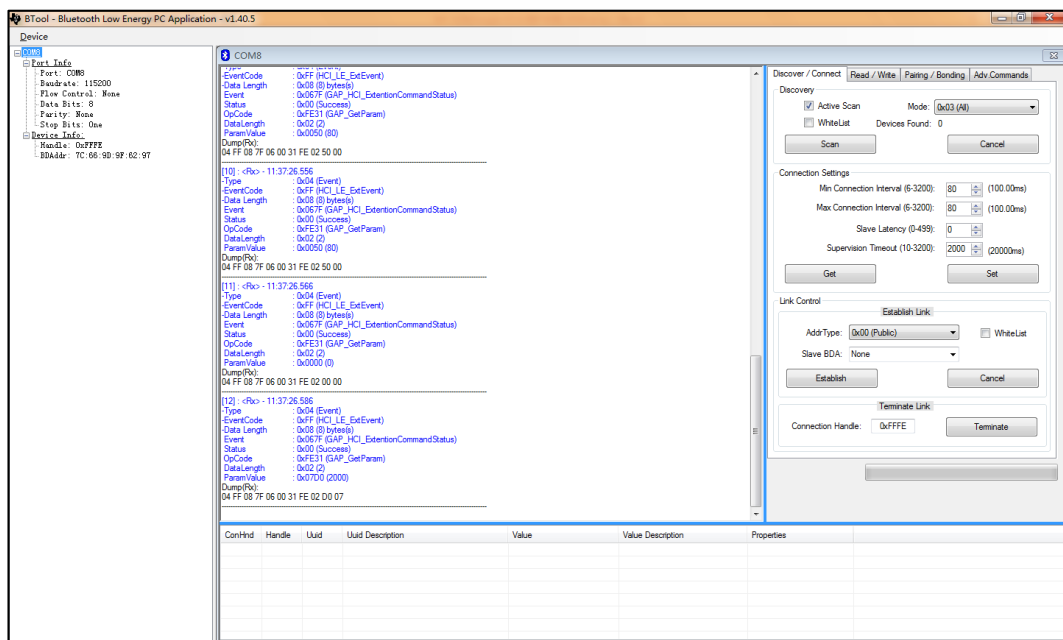 BTool - Bluetooth Low Energy PC Application - v1.40.5
Device
COM8
Port Info
Port: COM8
Baudrate: 115200
Flow Control: None
Data Bits: 8
Parity: None
Stop Bits: One
Device Info:
Handle: 0xFFFE
BDAddr: 7C:66:9D:9F:62:97
COM8
-EventCode : 0xFF (HCI_LE_ExtEvent)
-Data Length : 0x08 (8) bytes(s)
Event : 0x067F (GAP_HCI_ExtentionCommandStatus)
Status : 0x00 (Success)
OpCode : 0xFE31 (GAP_GetParam)
DataLength : 0x02 (2)
ParamValue : 0x0050 (80)
Dump(Rx):
04 FF 08 7F 06 00 31 FE 02 50 00
[10] : <Rx> - 11:37:26.556
-Type : 0x04 (Event)
-EventCode : 0xFF (HCI_LE_ExtEvent)
-Data Length : 0x08 (8) bytes(s)
Event : 0x067F (GAP_HCI_ExtentionCommandStatus)
Status : 0x00 (Success)
OpCode : 0xFE31 (GAP_GetParam)
DataLength : 0x02 (2)
ParamValue : 0x0050 (80)
Dump(Rx):
04 FF 08 7F 06 00 31 FE 02 50 00
[11] : <Rx> - 11:37:26.566
-Type : 0x04 (Event)
-EventCode : 0xFF (HCI_LE_ExtEvent)
-Data Length : 0x08 (8) bytes(s)
Event : 0x067F (GAP_HCI_ExtentionCommandStatus)
Status : 0x00 (Success)
OpCode : 0xFE31 (GAP_GetParam)
DataLength : 0x02 (2)
ParamValue : 0x0000 (0)
Dump(Rx):
04 FF 08 7F 06 00 31 FE 02 00 00
[12] : <Rx> - 11:37:26.586
-Type : 0x04 (Event)
-EventCode : 0xFF (HCI_LE_ExtEvent)
-Data Length : 0x08 (8) bytes(s)
Event : 0x067F (GAP_HCI_ExtentionCommandStatus)
Status : 0x00 (Success)
OpCode : 0xFE31 (GAP_GetParam)
DataLength : 0x02 (2)
ParamValue : 0x07D0 (2000)
Dump(Rx):
04 FF 08 7F 06 00 31 FE 02 D0 07
Discover / Connect Read / Write Pairing / Bonding Adv.Commands
Discovery
Active Scan Mode: 0x03 (All)
WhiteList Devices Found: 0
Scan Cancel
Connection Settings
Min Connection Interval (6-3200): 80 (100.00ms)
Max Connection Interval (6-3200): 80 (100.00ms)
Slave Latency (0-499): 0
Supervision Timeout (10-3200): 2000 (20000ms)
Get Set
Link Control
Establish Link
AddrType: 0x00 (Public) WhiteList
Slave BDA: None
Establish Cancel
Terminate Link
Connection Handle: 0xFFFE Terminate
ConHnd Handle Uuid Uuid Description Value Value Description Properties